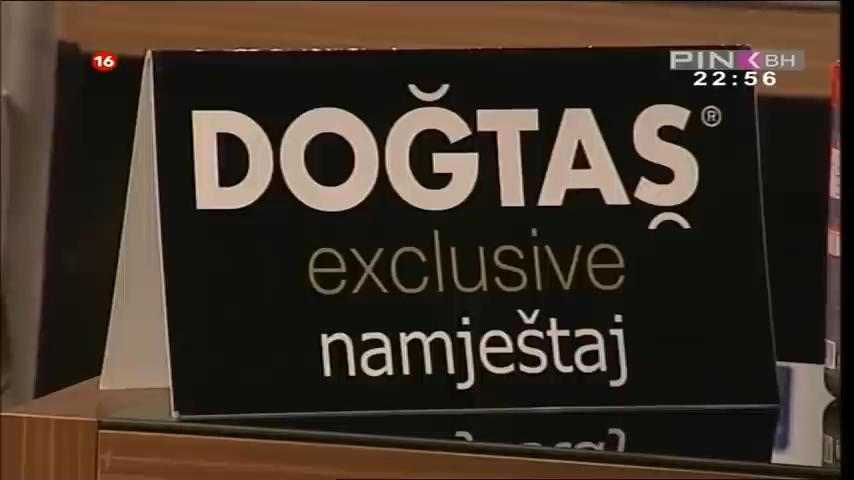 16
PINK BH
22:56
DOĞTAŞ®
exclusive
namještaj